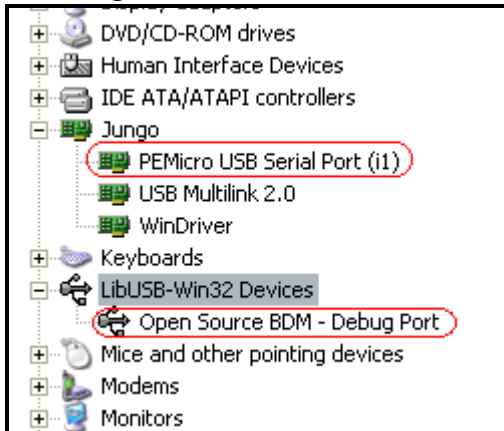 Display adapters
DVD/CD-ROM drives
Human Interface Devices
IDE ATA/ATAPI controllers
Jungo
PEMicro USB Serial Port (i1)
USB Multilink 2.0
WinDriver
Keyboards
LibUSB-Win32 Devices
Open Source BDM - Debug Port
Mice and other pointing devices
Modems
Monitors